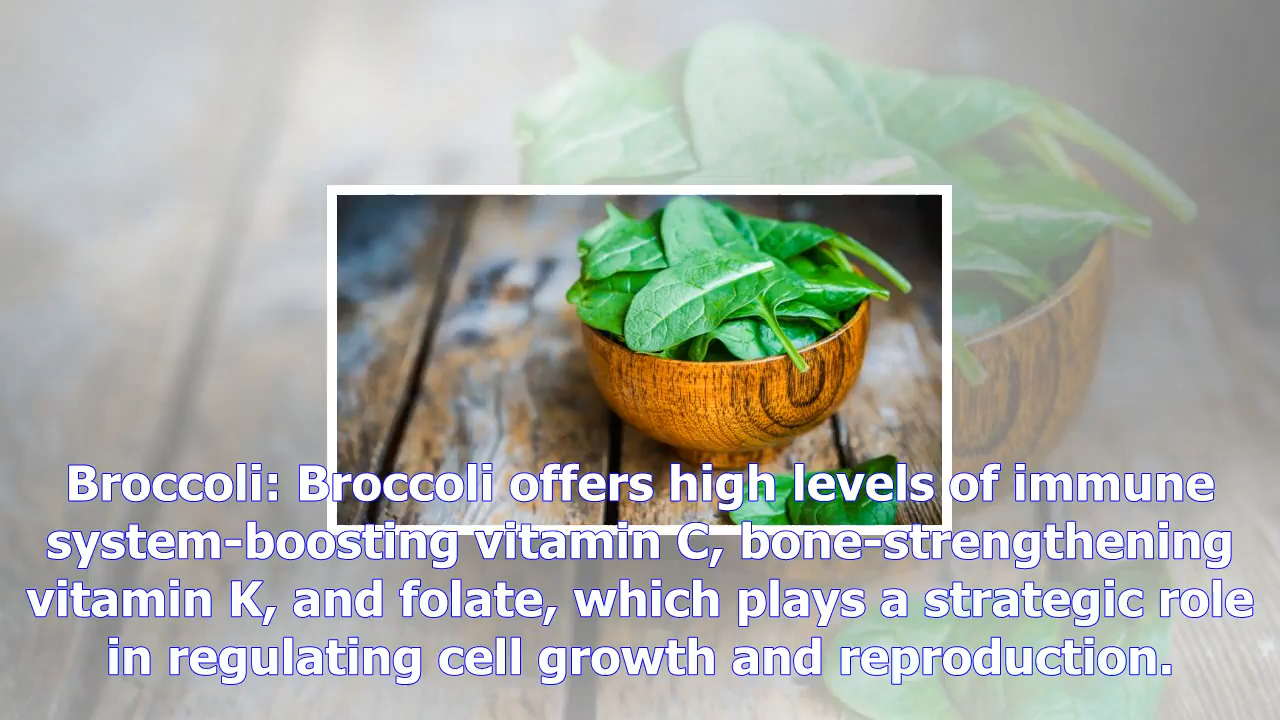 Broccoli: Broccoli offers high levels of immune
system-boosting vitamin C, bone-strengthening
vitamin K, and folate, which plays a strategic role
in regulating cell growth and reproduction.